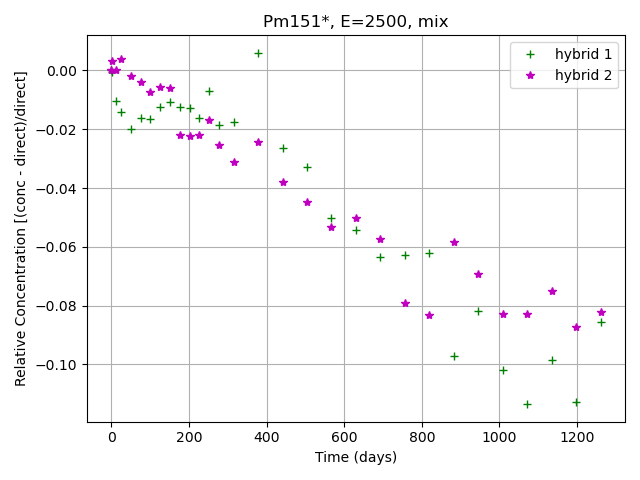 Pm151*, E=2500, mix
hybrid 1
hybrid 2
Relative Concentration [(conc - direct)/direct]
0.00
−0.02
−0.04
−0.06
−0.08
−0.10
0 200 400 600 800 1000 1200
Time (days)